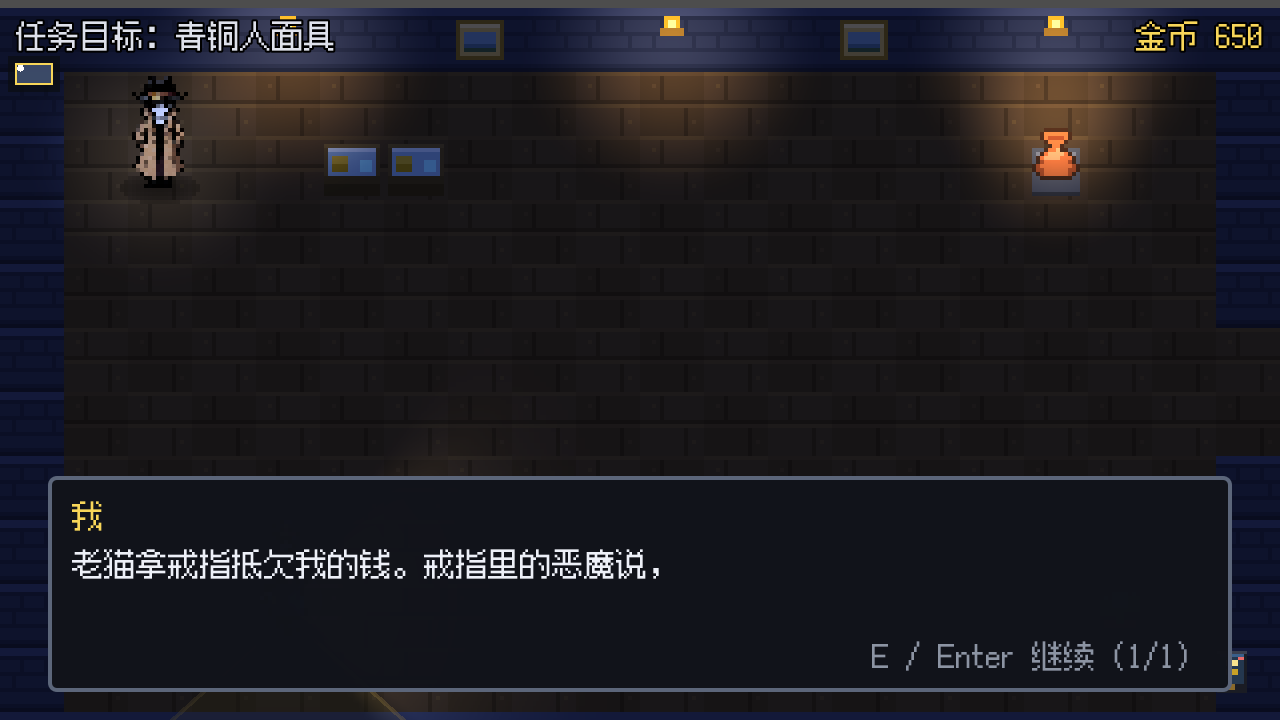 任务目标：青铜人面具
金币 650
我
老猫拿戒指抵欠我的钱。戒指里的恶魔说，
E / Enter 继续 (1/1)